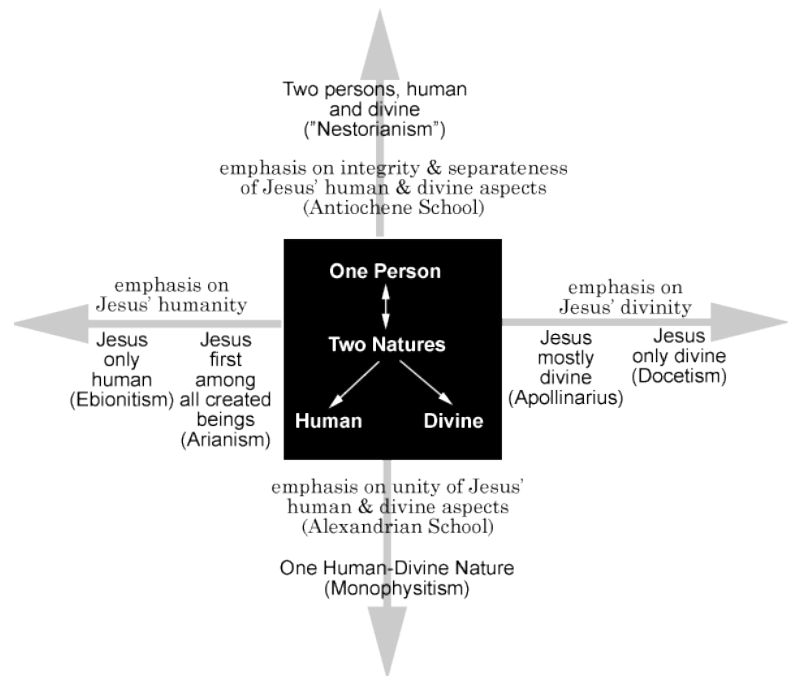 Two persons, human
and divine
("Nestorianism")
emphasis on integrity & separateness
of Jesus' human & divine aspects
(Antiochene School)
emphasis on
Jesus' humanity
Jesus
only
human
(Ebionitism)
Jesus
first
among
all created
beings
(Arianism)
One Person
Two Natures
Human
Divine
emphasis on
Jesus' divinity
Jesus
mostly
divine
(Apollinarius)
Jesus
only divine
(Docetism)
emphasis on unity of Jesus'
human & divine aspects
(Alexandrian School)
One Human-Divine Nature
(Monophysitism)